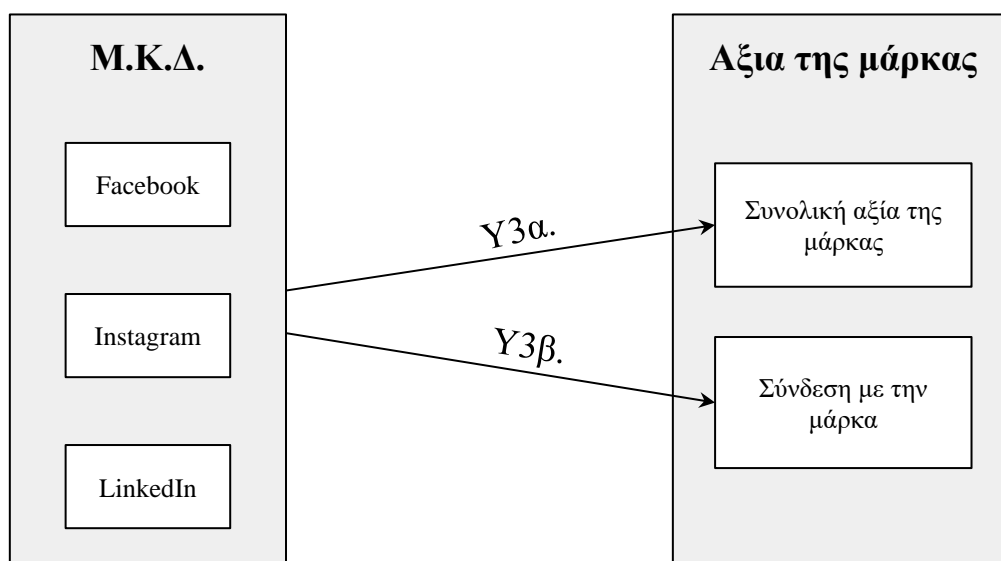 Μ.Κ.Δ.
Facebook
Instagram
LinkedIn
Υ3α.
Υ3β.
Αξια της μάρκας
Συνολική αξία της
μάρκας
Σύνδεση με την
μάρκα